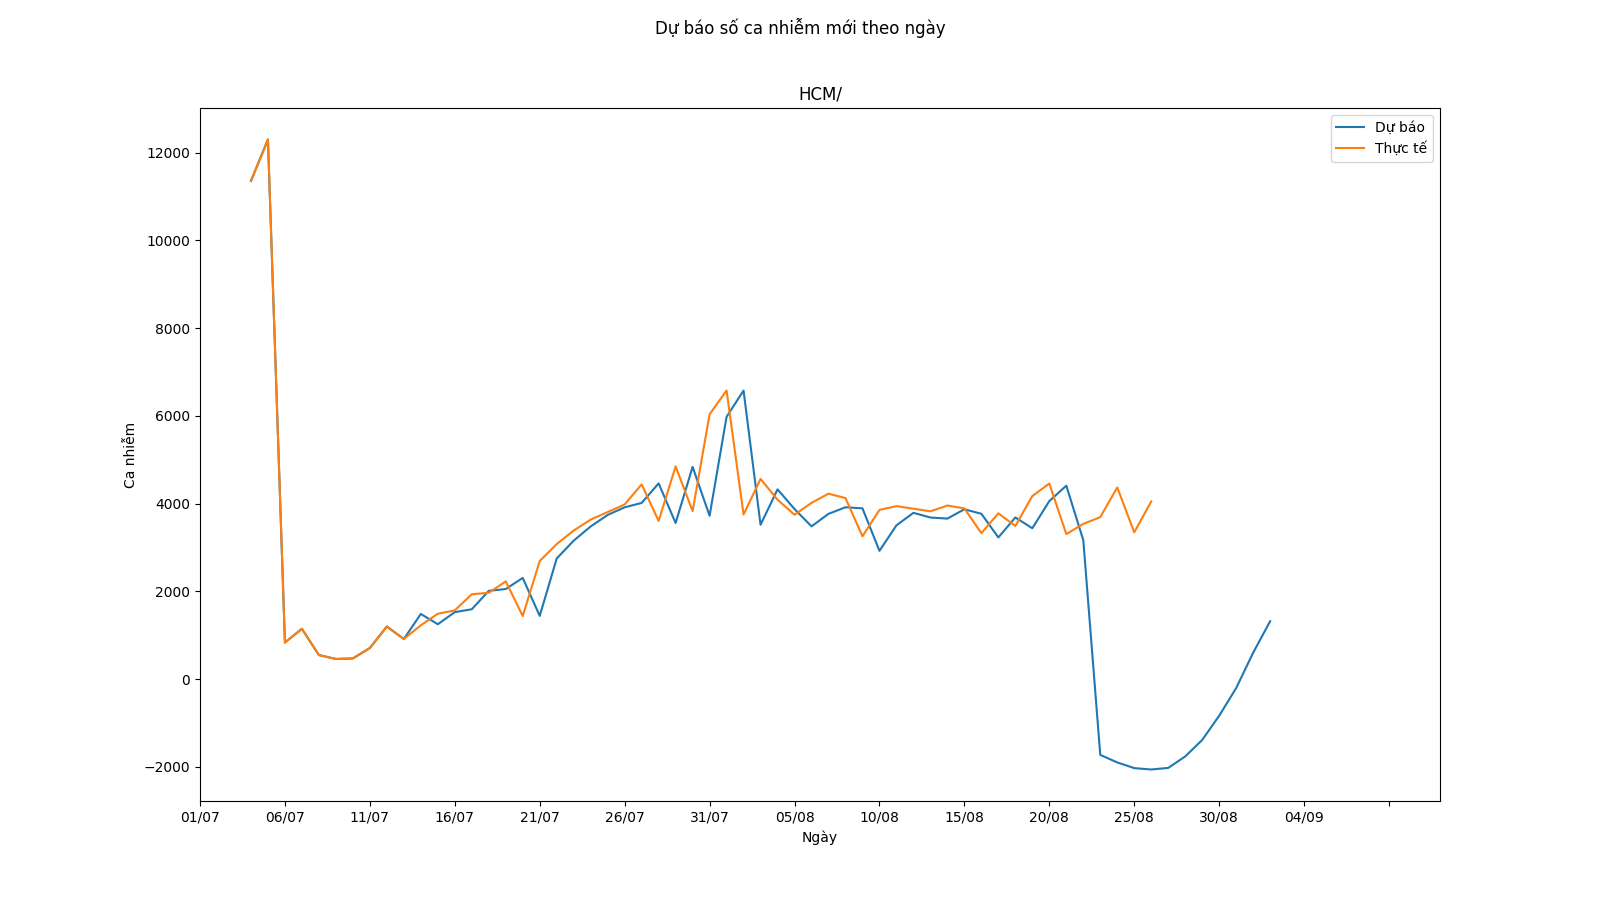 Dự báo số ca nhiễm mới theo ngày
HCM/
Dự báo
Thực tế
12000
10000
8000
6000
4000
2000
0
−2000
Ca nhiễm
01/07 06/07 11/07 16/07 21/07 26/07 31/07 05/08 10/08 15/08 20/08 25/08 30/08 04/09
Ngày